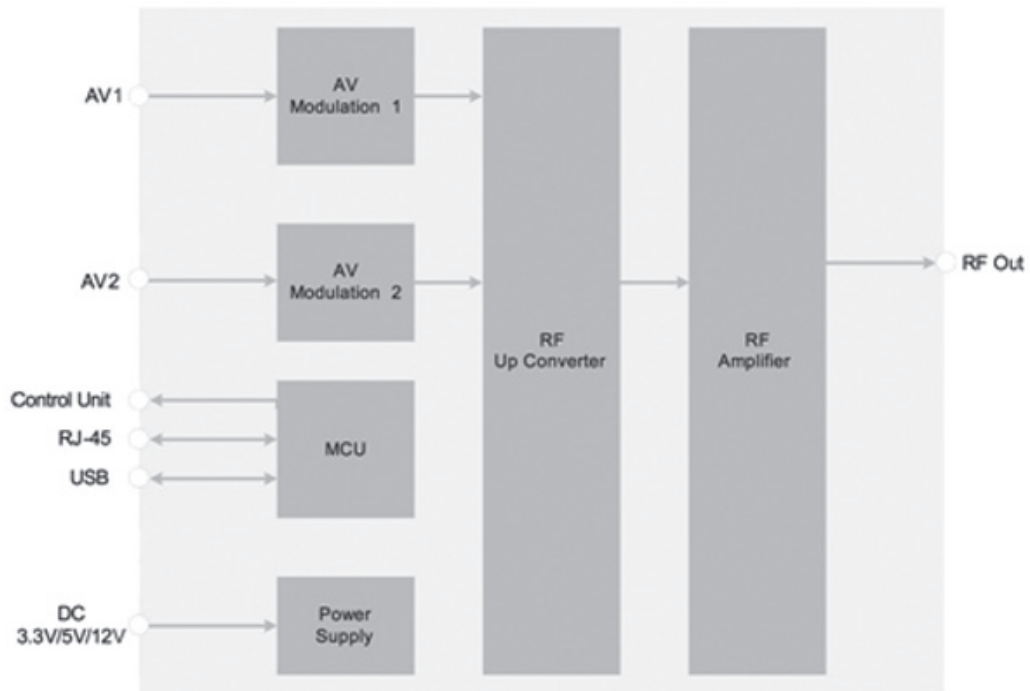 AV1
AV
Modulation 1
AV2
AV
Modulation 2
Control Unit
RJ-45
USB
MCU
DC
3.3V/5V/12V
Power
Supply
RF
Up Converter
RF
Amplifier
RF Out